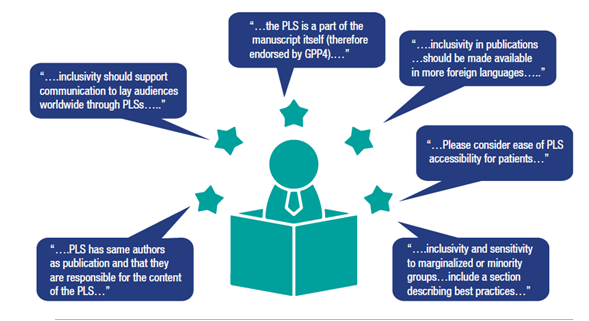 “…the PLS is a part of the
manuscript itself (therefore
endorsed by GPP4)….”
“….inclusivity in publications
…should be made available
in more foreign languages…..”
“….inclusivity should support
communication to lay audiences
worldwide through PLSs…..”
“…Please consider ease of PLS
accessibility for patients…”
“….PLS has same authors
as publication and that they
are responsible for the content
of the PLS…”
“….inclusivity and sensitivity
to marginalized or minority
groups…include a section
describing best practices…”